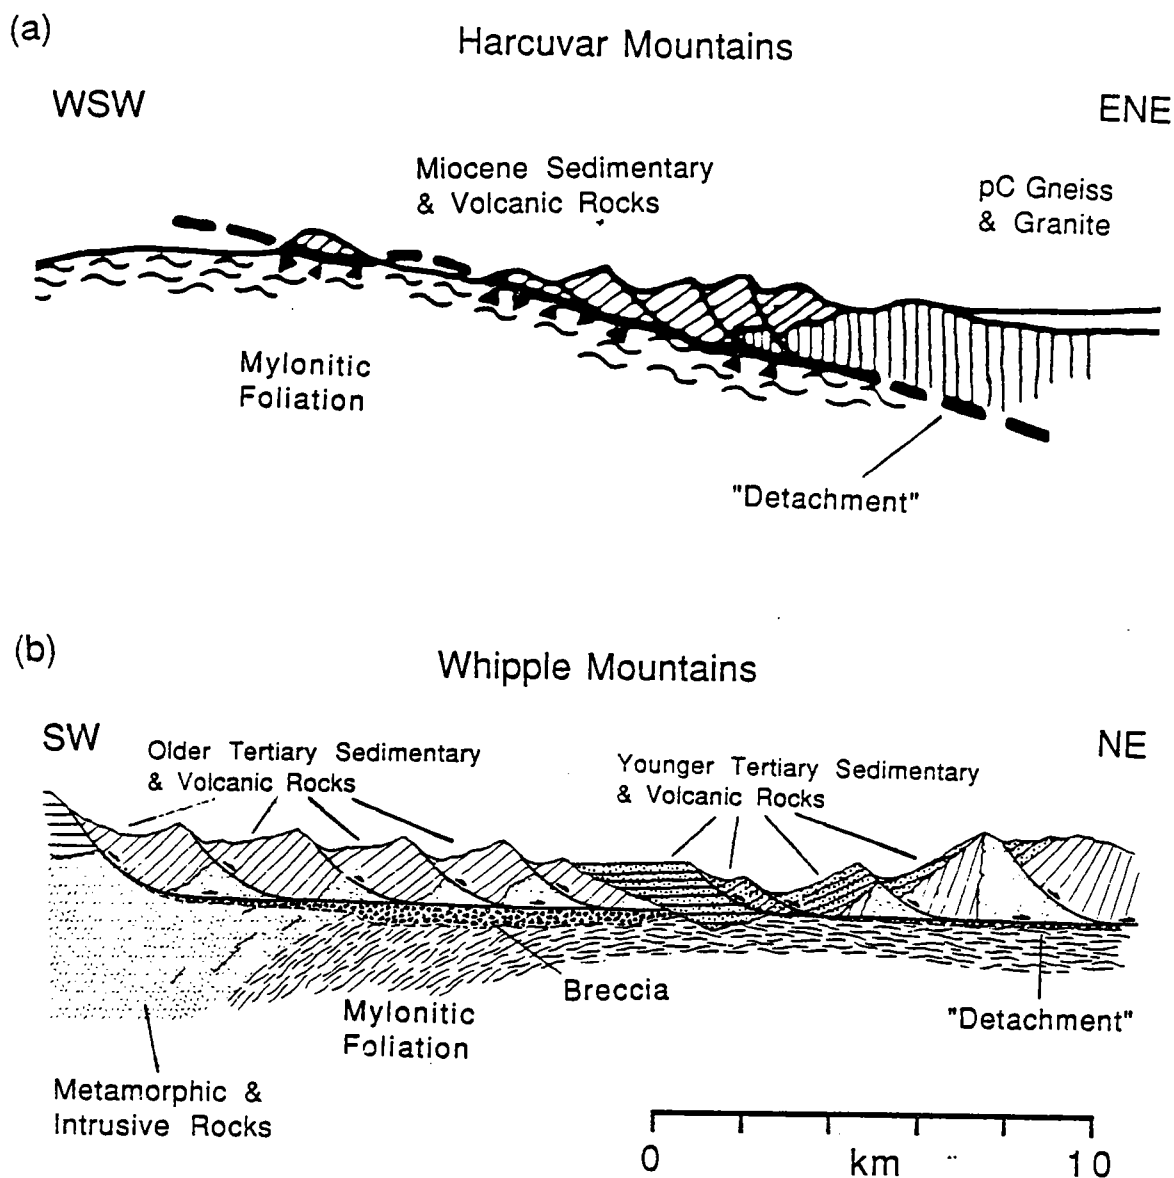 (a)
Harcuvar Mountains
WSW
ENE
Miocene Sedimentary
& Volcanic Rocks
pC Gneiss
& Granite
Mylonitic
Foliation
"Detachment"
(b)
Whipple Mountains
SW
NE
Older Tertiary Sedimentary
& Volcanic Rocks
Younger Tertiary Sedimentary
& Volcanic Rocks
Breccia
Mylonitic
Foliation
"Detachment"
Metamorphic &
Intrusive Rocks
0
km
10